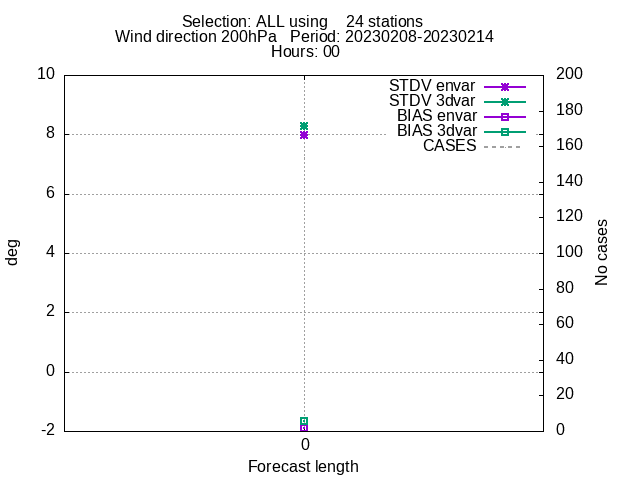 Selection: ALL using    24 stations
Wind direction 200hPa   Period: 20230208-20230214
Hours: 00
10 200
STDV envar
180
STDV 3dvar
BIAS envar
8 160
BIAS 3dvar
CASES
140
6
120
4 100
80
2
60
40
0
20
-2 0
0
deg
No cases
Forecast length